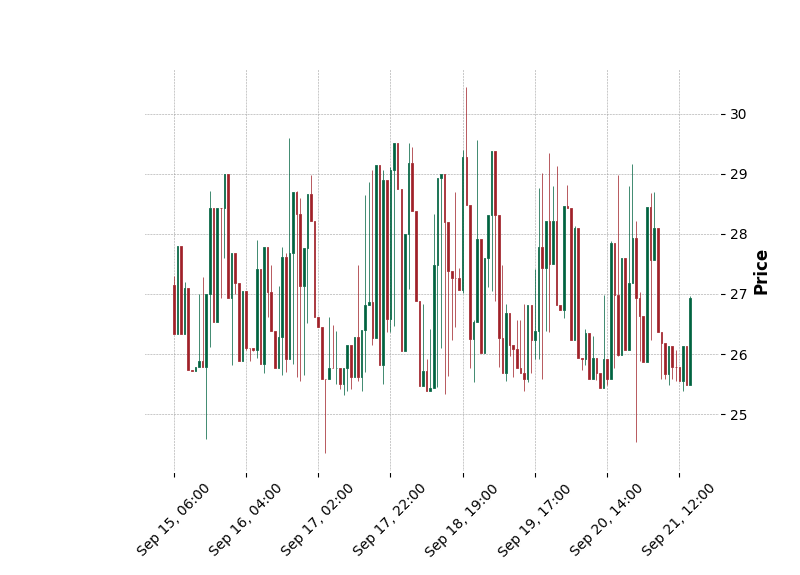 30
29
28
27
26
25
Price
Sep 15, 06:00
Sep 16, 04:00
Sep 17, 02:00
Sep 17, 22:00
Sep 18, 19:00
Sep 19, 17:00
Sep 20, 14:00
Sep 21, 12:00